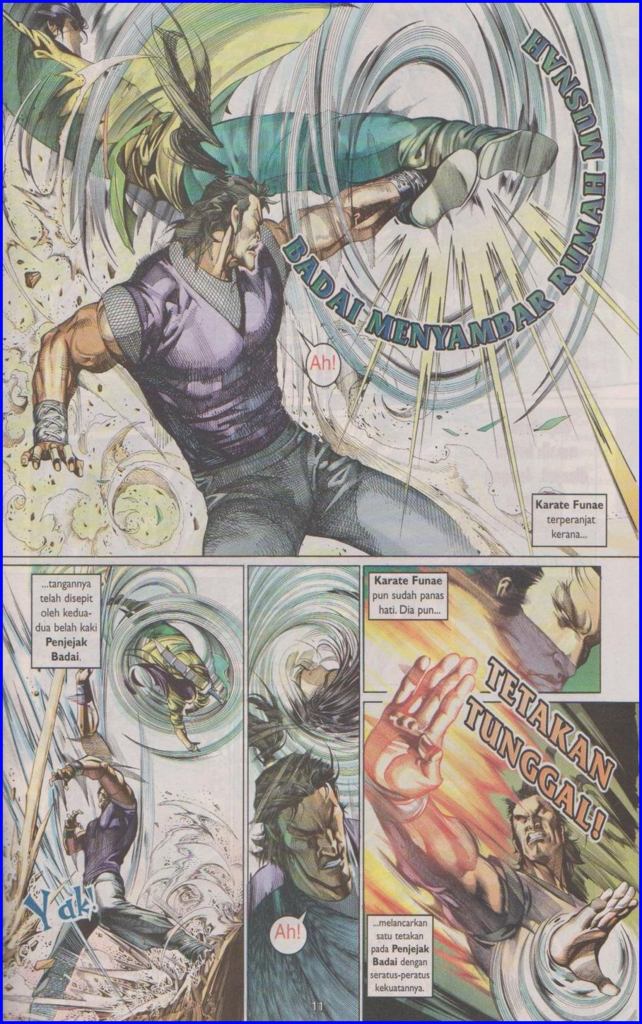 BADAI MENYAMBAR RUMAH MUSNAH
Ah!
Karate Funae
terperanjat
kerana...
...tangannya
telah disepit
oleh kedua-
dua belah kaki
Penjejak
Badai.
Yak!
Ah!
Karate Funae
pun sudah panas
hati. Dia pun...
TETAKAN
TUNGGAL!
...melancarkan
satu tetakan
pada Penjejak
Badai dengan
seratus-peratus
kekuatannya.
11